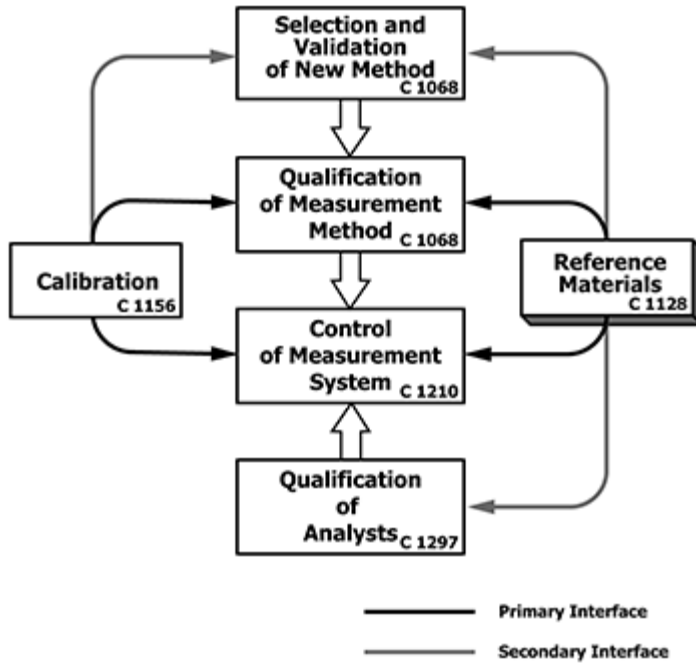 Selection and
Validation
of New Method
C 1068
Qualification
of Measurement
Method
C 1068
Calibration
C 1156
Reference
Materials
C 1128
Control
of Measurement
System
C 1210
Qualification
of
Analysts
C 1297
Primary Interface
Secondary Interface